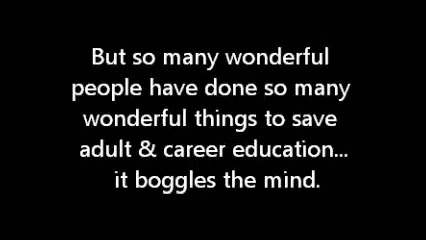 But so many wonderful
people have done so many
wonderful things to save
adult & career education...
it boggles the mind.